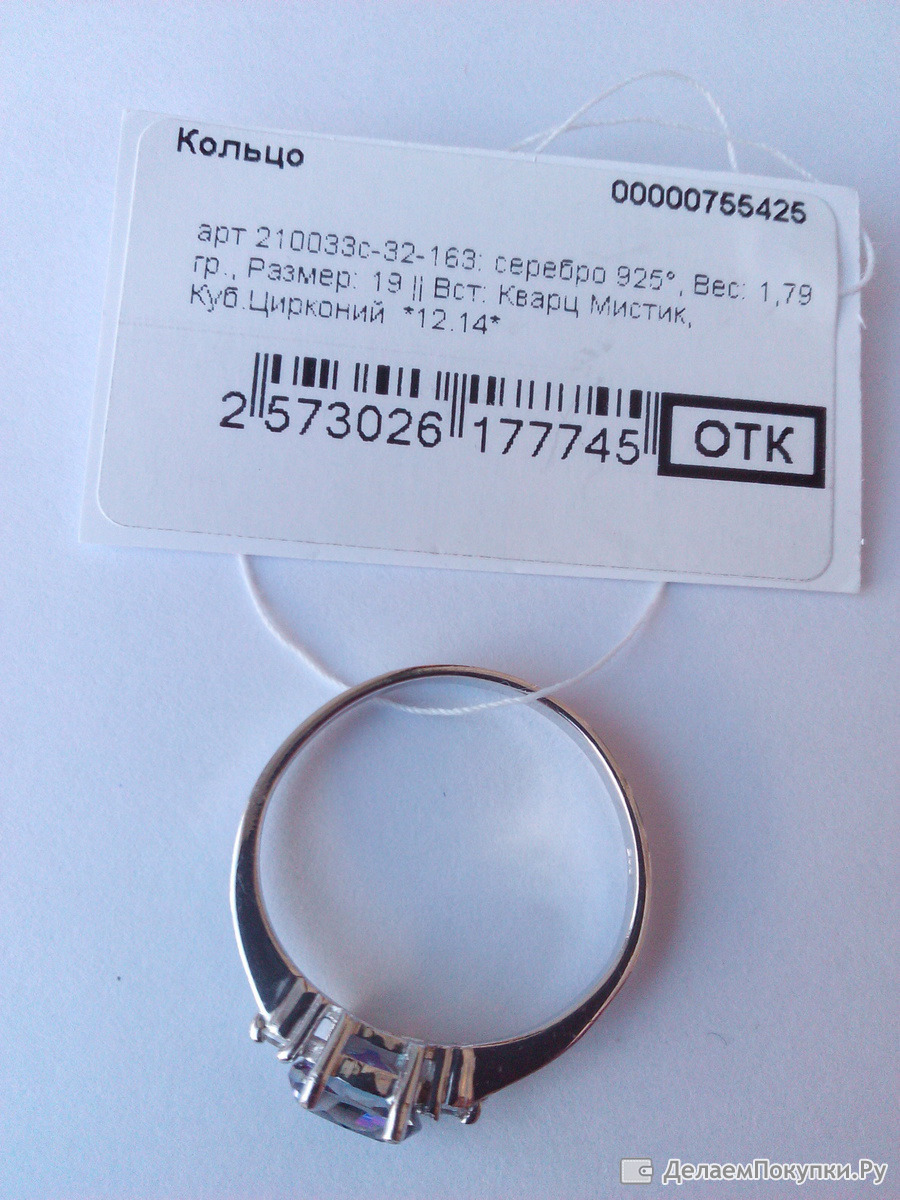 Кольцо
00000755425
арт 210033с-32-163: серебро 925°, Вес: 1,79
гр., Размер: 19 || Вст: Кварц Мистик,
Куб.Цирконий *12.14*
2 573026 177745
ОТК
ДелаемПокупки.Ру